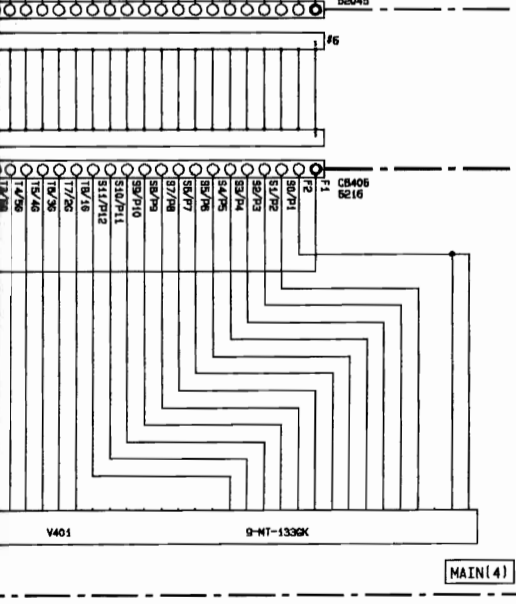 #6
T4/5G
T5/4G
T6/3G
T7/2G
T8/1G
S11/P12
S10/P11
S9/P10
S8/P9
S7/P8
S6/P7
S5/P6
S4/P5
S3/P4
S2/P3
S1/P2
S0/P1
F2
F1
CB406
5216
V401
9-MT-133GK
MAIN(4)